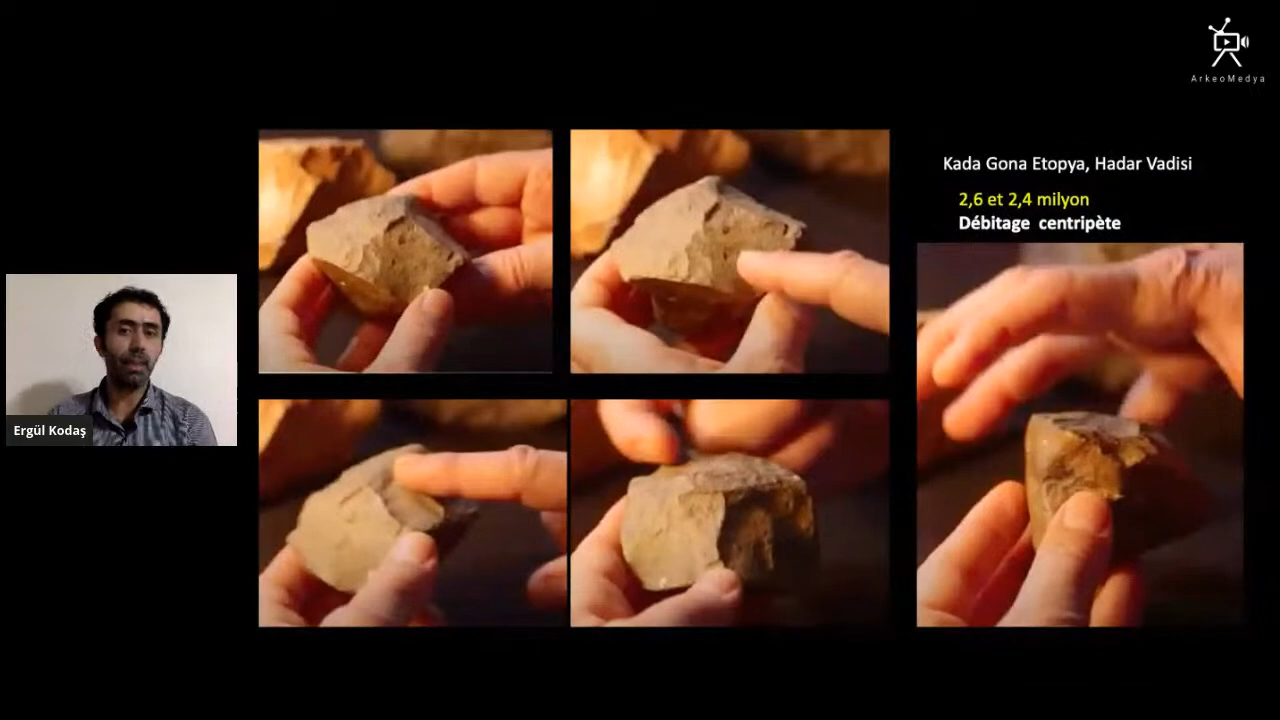 ArkeoMedya
Kada Gona Etopya, Hadar Vadisi
2,6 et 2,4 milyon
Débitage centripète
Ergül Kodaş